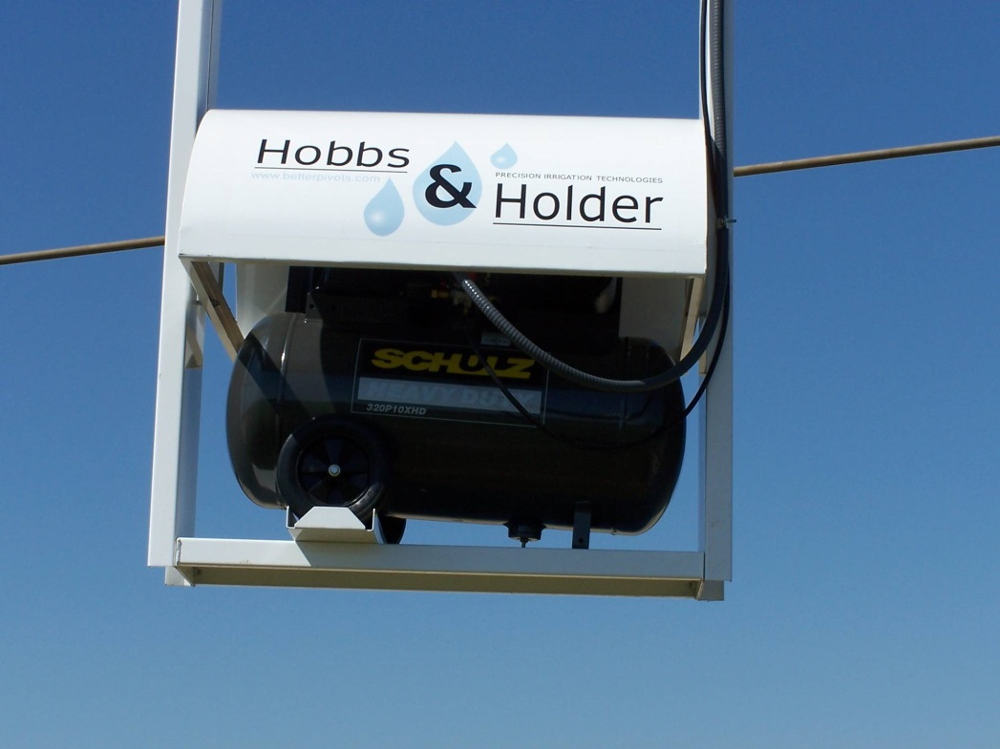 Hobbs
www.betterpivots.com
&
PRECISION IRRIGATION TECHNOLOGIES
Holder
SCHULZ
HEAVY DUTY
320P10XHD